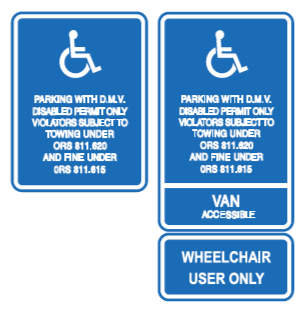 PARKING WITH D.M.V.
DISABLED PERMIT ONLY
VIOLATORS SUBJECT TO
TOWING UNDER
ORS 811.620
AND FINE UNDER
ORS 811.615
PARKING WITH D.M.V.
DISABLED PERMIT ONLY
VIOLATORS SUBJECT TO
TOWING UNDER
ORS 811.620
AND FINE UNDER
ORS 811.615
VAN
ACCESSIBLE
WHEELCHAIR
USER ONLY